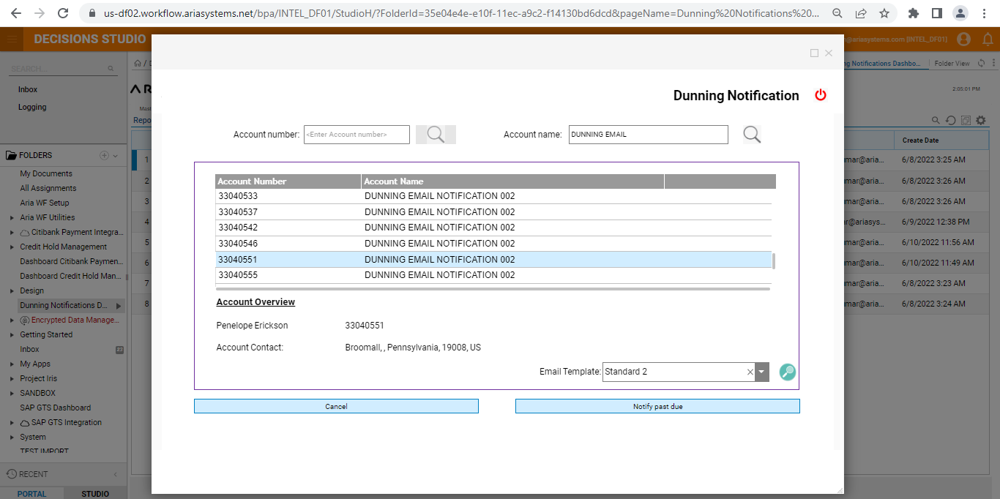 us-df02.workflow.ariasystems.net/bpa/INTEL_DF01/StudioH/?FolderId=35e04e4e-e10f-11ec-a9c2-f14130bd6dcd&pageName=Dunning%20Notifications%20...
DECISIONS STUDIO
@ariasystems.com [INTEL_DF01]
SEARCH...
Inbox
Logging
FOLDERS
My Documents
All Assignments
Aria WF Setup
Aria WF Utilities
Citibank Payment Integra...
Credit Hold Management
Dashboard Citibank Paymen...
Dashboard Credit Hold Man...
Design
Dunning Notifications D...
Encrypted Data Manage...
Getting Started
Inbox 23
My Apps
Project Iris
SANDBOX
SAP GTS Dashboard
SAP GTS Integration
System
TEST IMPORT
RECENT
PORTAL STUDIO
/ D
AR
Mast
Repo
1
2
3
4
5
6
7
8
Dunning Notification
Account number: <Enter Account number> Account name: DUNNING EMAIL
Account Number Account Name
33040533 DUNNING EMAIL NOTIFICATION 002
33040537 DUNNING EMAIL NOTIFICATION 002
33040542 DUNNING EMAIL NOTIFICATION 002
33040546 DUNNING EMAIL NOTIFICATION 002
33040551 DUNNING EMAIL NOTIFICATION 002
33040555 DUNNING EMAIL NOTIFICATION 002
Account Overview
Penelope Erickson 33040551
Account Contact: Broomall, , Pennsylvania, 19008, US
Email Template: Standard 2
Cancel Notify past due
ng Notifications Dashbo... Folder View
2:05:01 PM
Create Date
mar@aria... 6/8/2022 3:25 AM
mar@aria... 6/8/2022 3:26 AM
mar@aria... 6/8/2022 3:26 AM
r@ariasys... 6/9/2022 12:38 PM
mar@aria... 6/10/2022 11:56 AM
mar@aria... 6/10/2022 11:49 AM
mar@aria... 6/8/2022 3:23 AM
mar@aria... 6/8/2022 3:24 AM